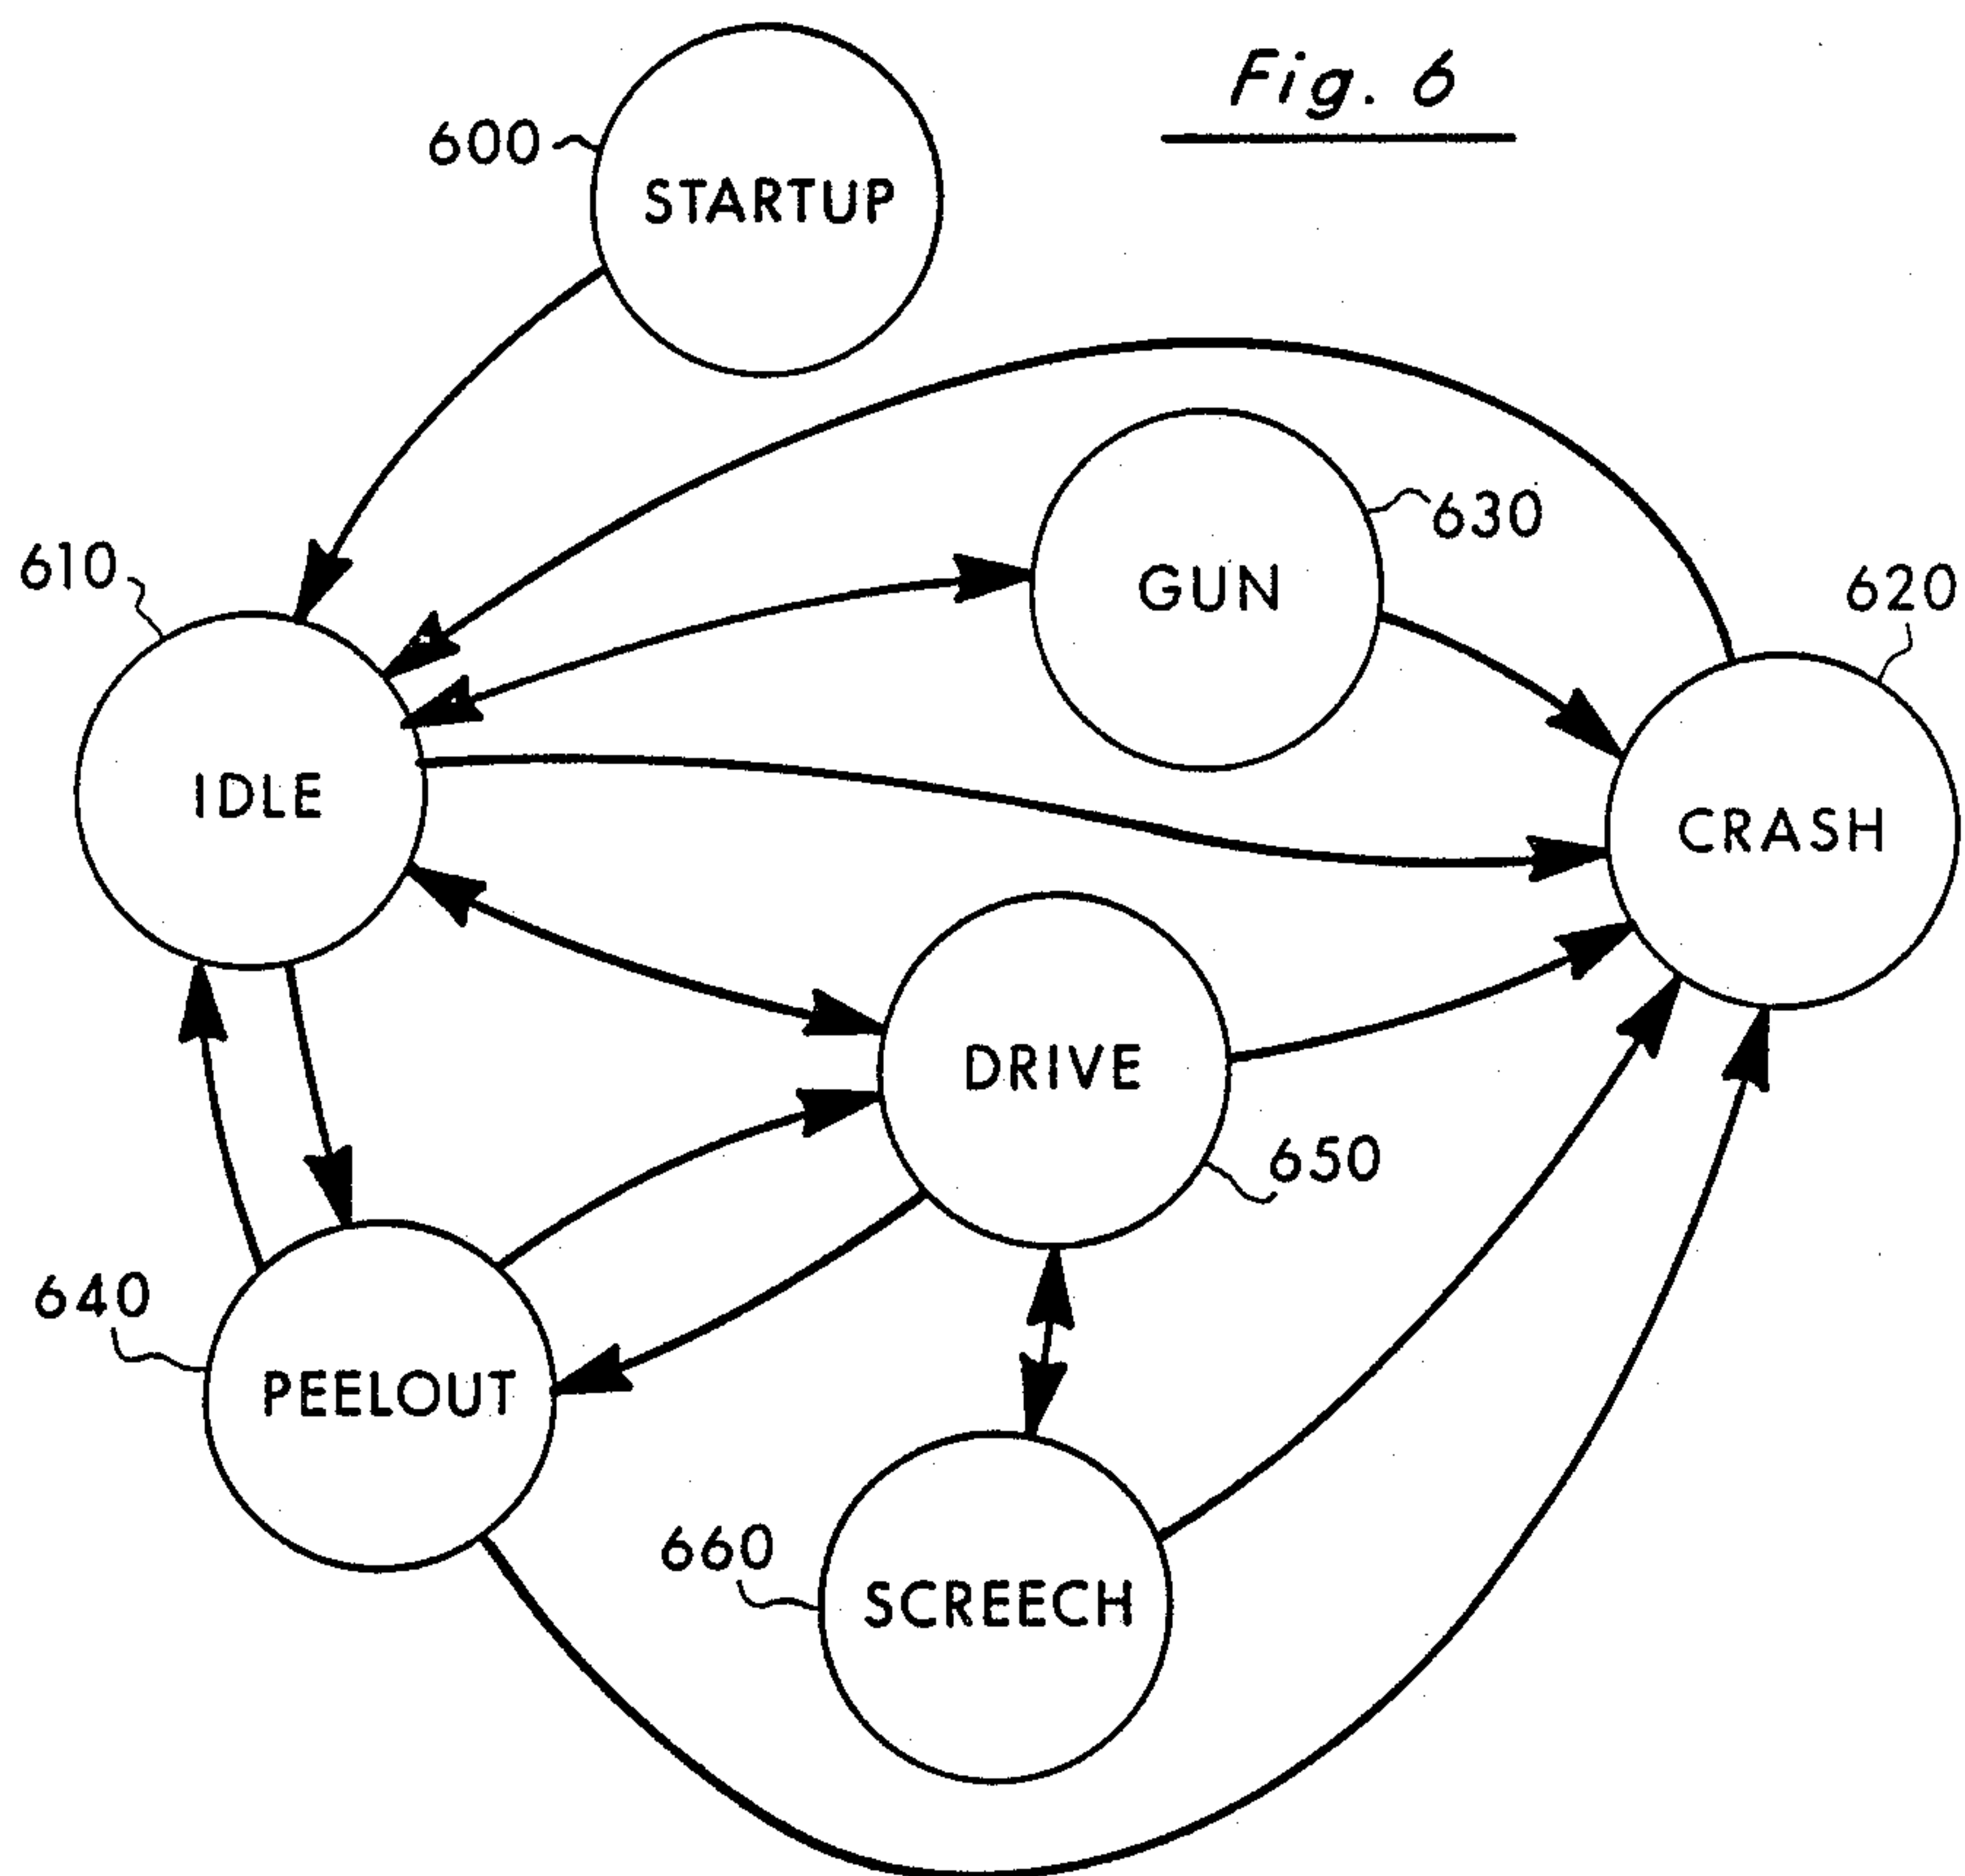 Fig. 6
600
STARTUP
610
630
GUN
620
IDLE
CRASH
DRIVE
650
640
PEELOUT
660
SCREECH